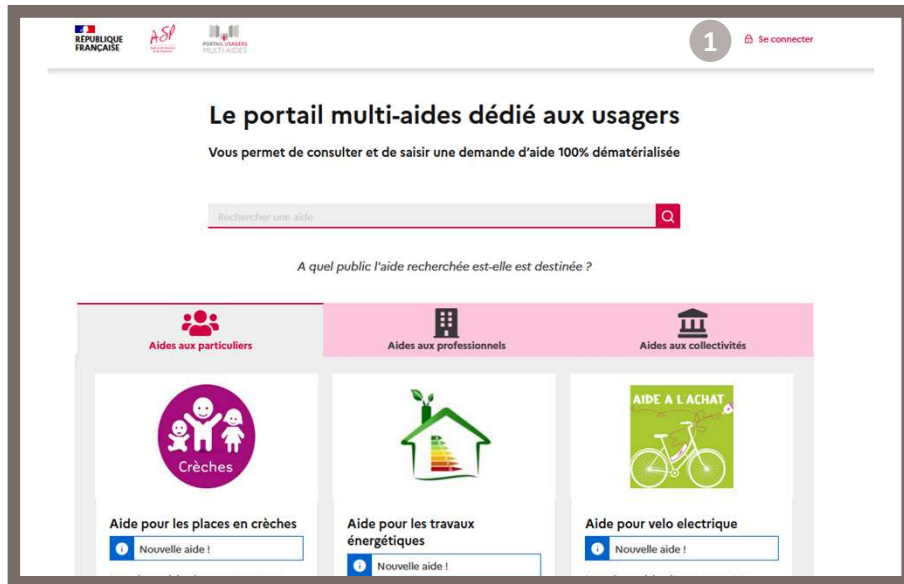 RÉPUBLIQUE
FRANÇAISE
ASP
PORTAIL USAGERS
MULTI-AIDES
1
Se connecter
Le portail multi-aides dédié aux usagers
Vous permet de consulter et de saisir une demande d'aide 100% dématérialisée
Rechercher une aide
A quel public l'aide recherchée est-elle est destinée ?
Aides aux particuliers
Aides aux professionnels
Aides aux collectivités
Crèches
AIDE A L'ACHAT
Aide pour les places en crèches
Nouvelle aide !
Aide pour les travaux
énergétiques
Nouvelle aide !
Aide pour velo electrique
Nouvelle aide !